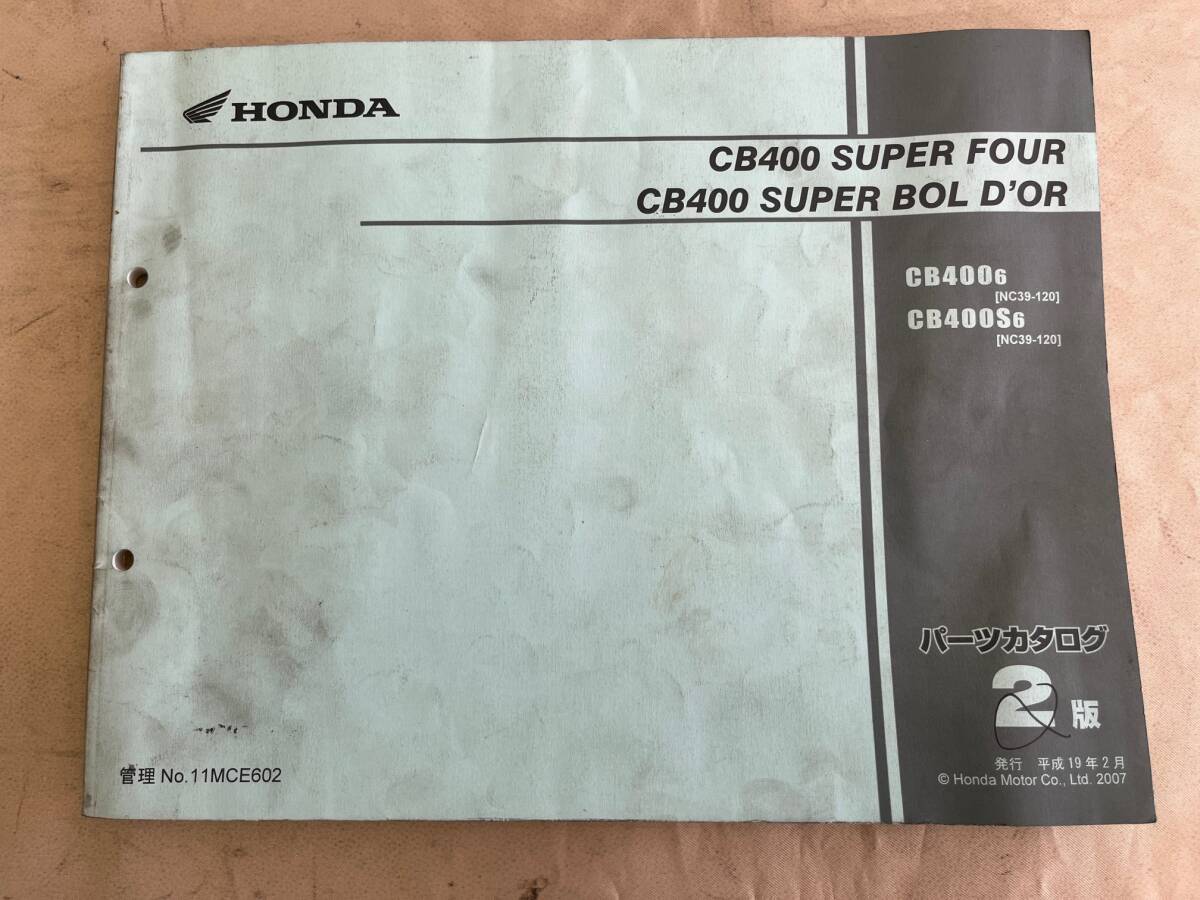 HONDA
CB400 SUPER FOUR
CB400 SUPER BOL D'OR
CB4006
[NC39-120]
CB400S6
[NC39-120]
パーツカタログ
2版
発行 平成19年2月
© Honda Motor Co., Ltd. 2007
管理 No.11MCE602